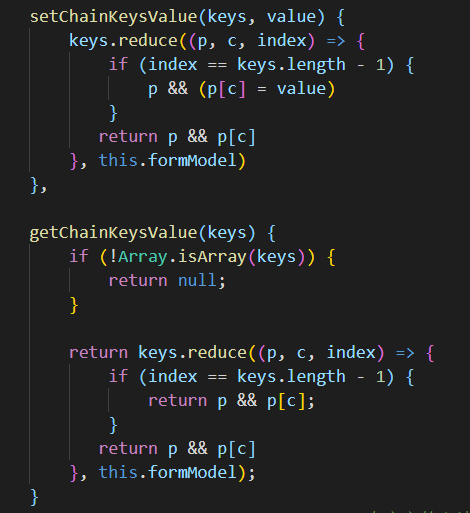 setChainKeysValue(keys, value) {
    keys.reduce((p, c, index) => {
        if (index == keys.length - 1) {
            p && (p[c] = value)
        }
       return p && p[c]
    }, this.formModel)
},

getChainKeysValue(keys) {
    if (!Array.isArray(keys)) {
        return null;
    }

    return keys.reduce((p, c, index) => {
        if (index == keys.length - 1) {
            return p && p[c];
        }
       return p && p[c]
    }, this.formModel);
}